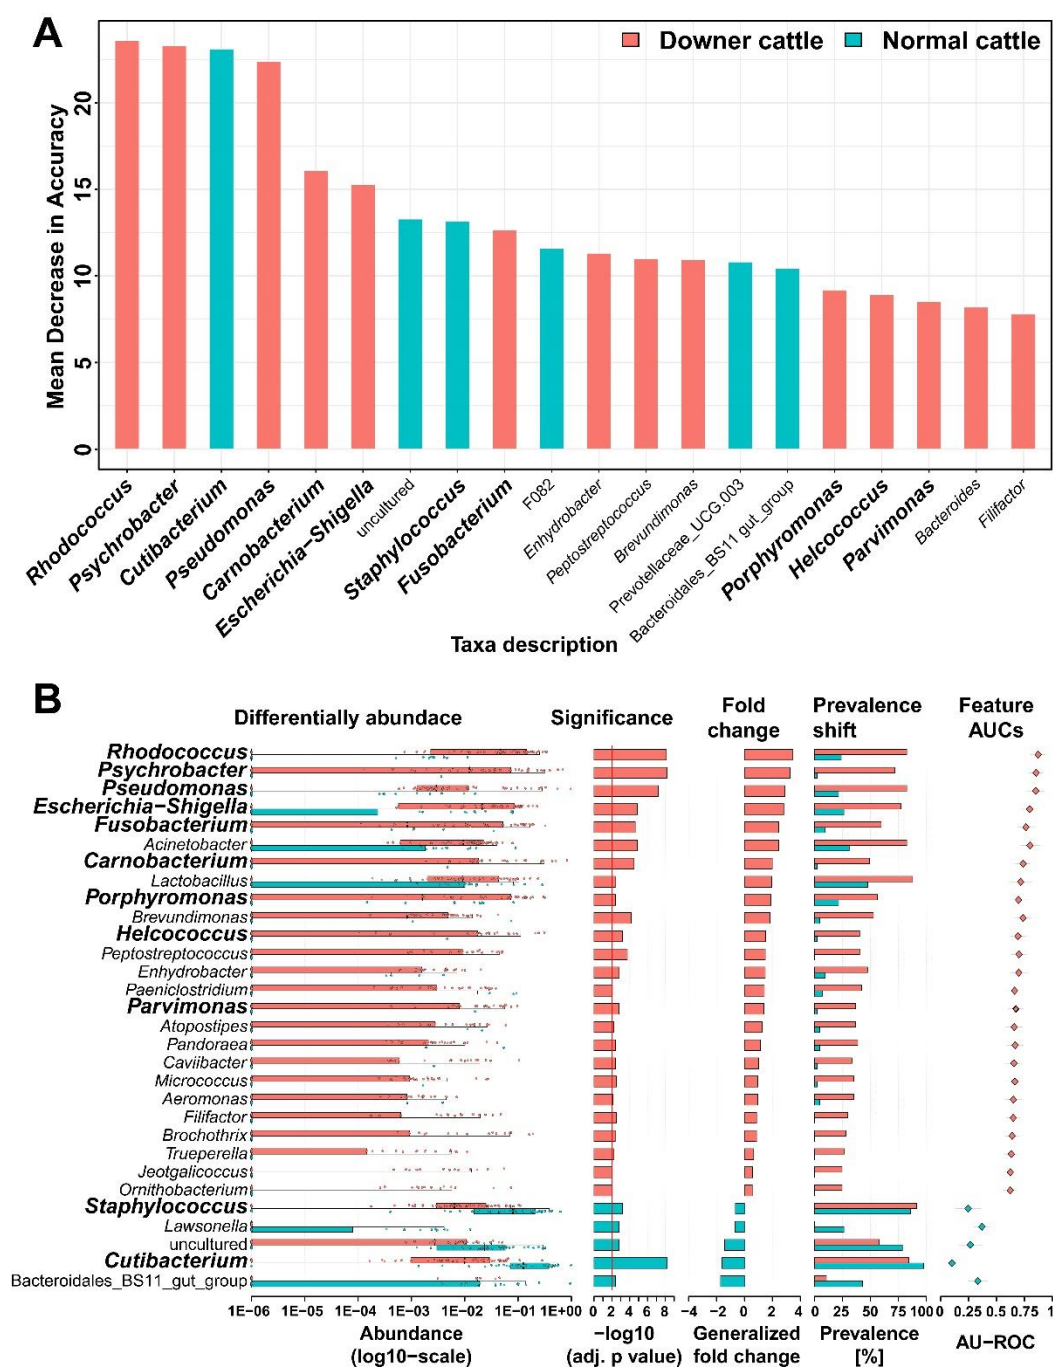 A
Downer cattle
Normal cattle
Mean Decrease in Accuracy
20
15
10
5
0
Rhodococcus
Psychrobacter
Cutibacterium
Pseudomonas
Carnobacterium
Escherichia-Shigella
uncultured
Staphylococcus
Fusobacterium
F082
Enhydrobacter
Peptostreptococcus
Brevundimonas
Prevotellaceae_UCG.003
Bacteroidales_BS11 gut_group
Porphyromonas
Helcococcus
Parvimonas
Bacteroides
Filifactor
Taxa description
B
Differentially abundace
Significance
Fold change
Prevalence shift
Feature AUCs
Rhodococcus
Psychrobacter
Pseudomonas
Escherichia-Shigella
Fusobacterium
Acinetobacter
Carnobacterium
Lactobacillus
Porphyromonas
Brevundimonas
Helcococcus
Peptostreptococcus
Enhydrobacter
Paeniclostridium
Parvimonas
Atopostipes
Pandoraea
Caviibacter
Micrococcus
Aeromonas
Filifactor
Brochothrix
Trueperella
Jeotgalicoccus
Ornithobacterium
Staphylococcus
Lawsonella
uncultured
Cutibacterium
Bacteroidales_BS11_gut_group
1E-06 1E-05 1E-04 1E-03 1E-02 1E-01 1E+00
0 2 4 6 8
-4 -2 0 2 4
0 25 50 75 100
0 0.25 0.5 0.75 1
Abundance
(log10-scale)
-log10
(adj. p value)
Generalized
fold change
Prevalence
[%]
AU-ROC